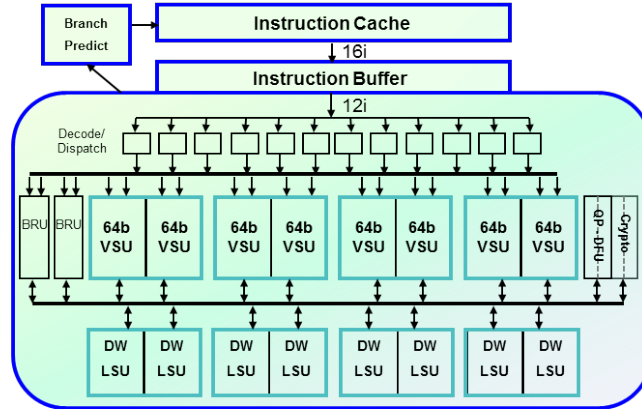 Branch
Predict
Instruction Cache
16i
Instruction Buffer
12i
Decode/
Dispatch
BRU
BRU
64b
VSU
64b
VSU
64b
VSU
64b
VSU
64b
VSU
64b
VSU
64b
VSU
64b
VSU
QP - DFU
Crypto
DW
LSU
DW
LSU
DW
LSU
DW
LSU
DW
LSU
DW
LSU
DW
LSU
DW
LSU